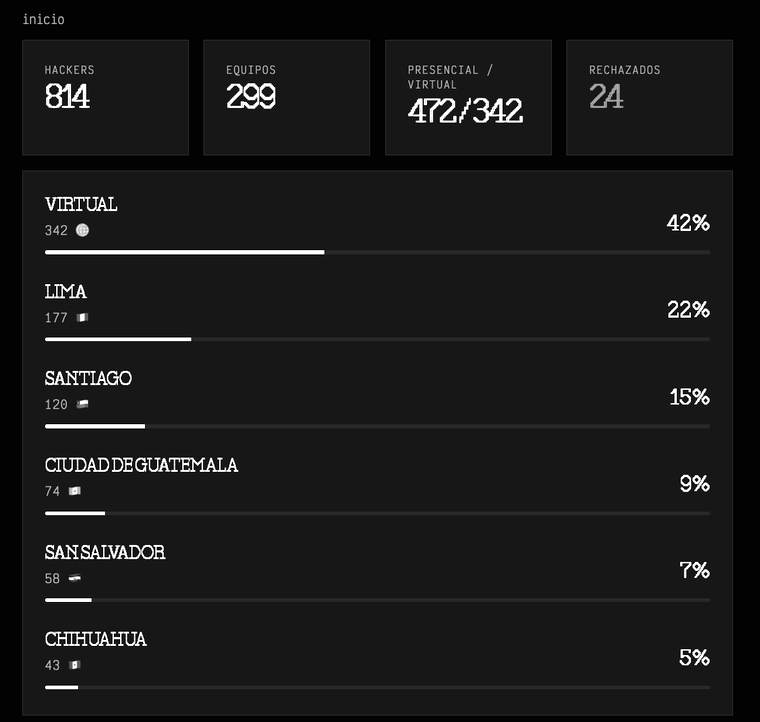 inicio
HACKERS
814
EQUIPOS
299
PRESENCIAL /
VIRTUAL
472/342
RECHAZADOS
24
VIRTUAL
342
42%
LIMA
177
22%
SANTIAGO
120
15%
CIUDAD DE GUATEMALA
74
9%
SAN SALVADOR
58
7%
CHIHUAHUA
43
5%